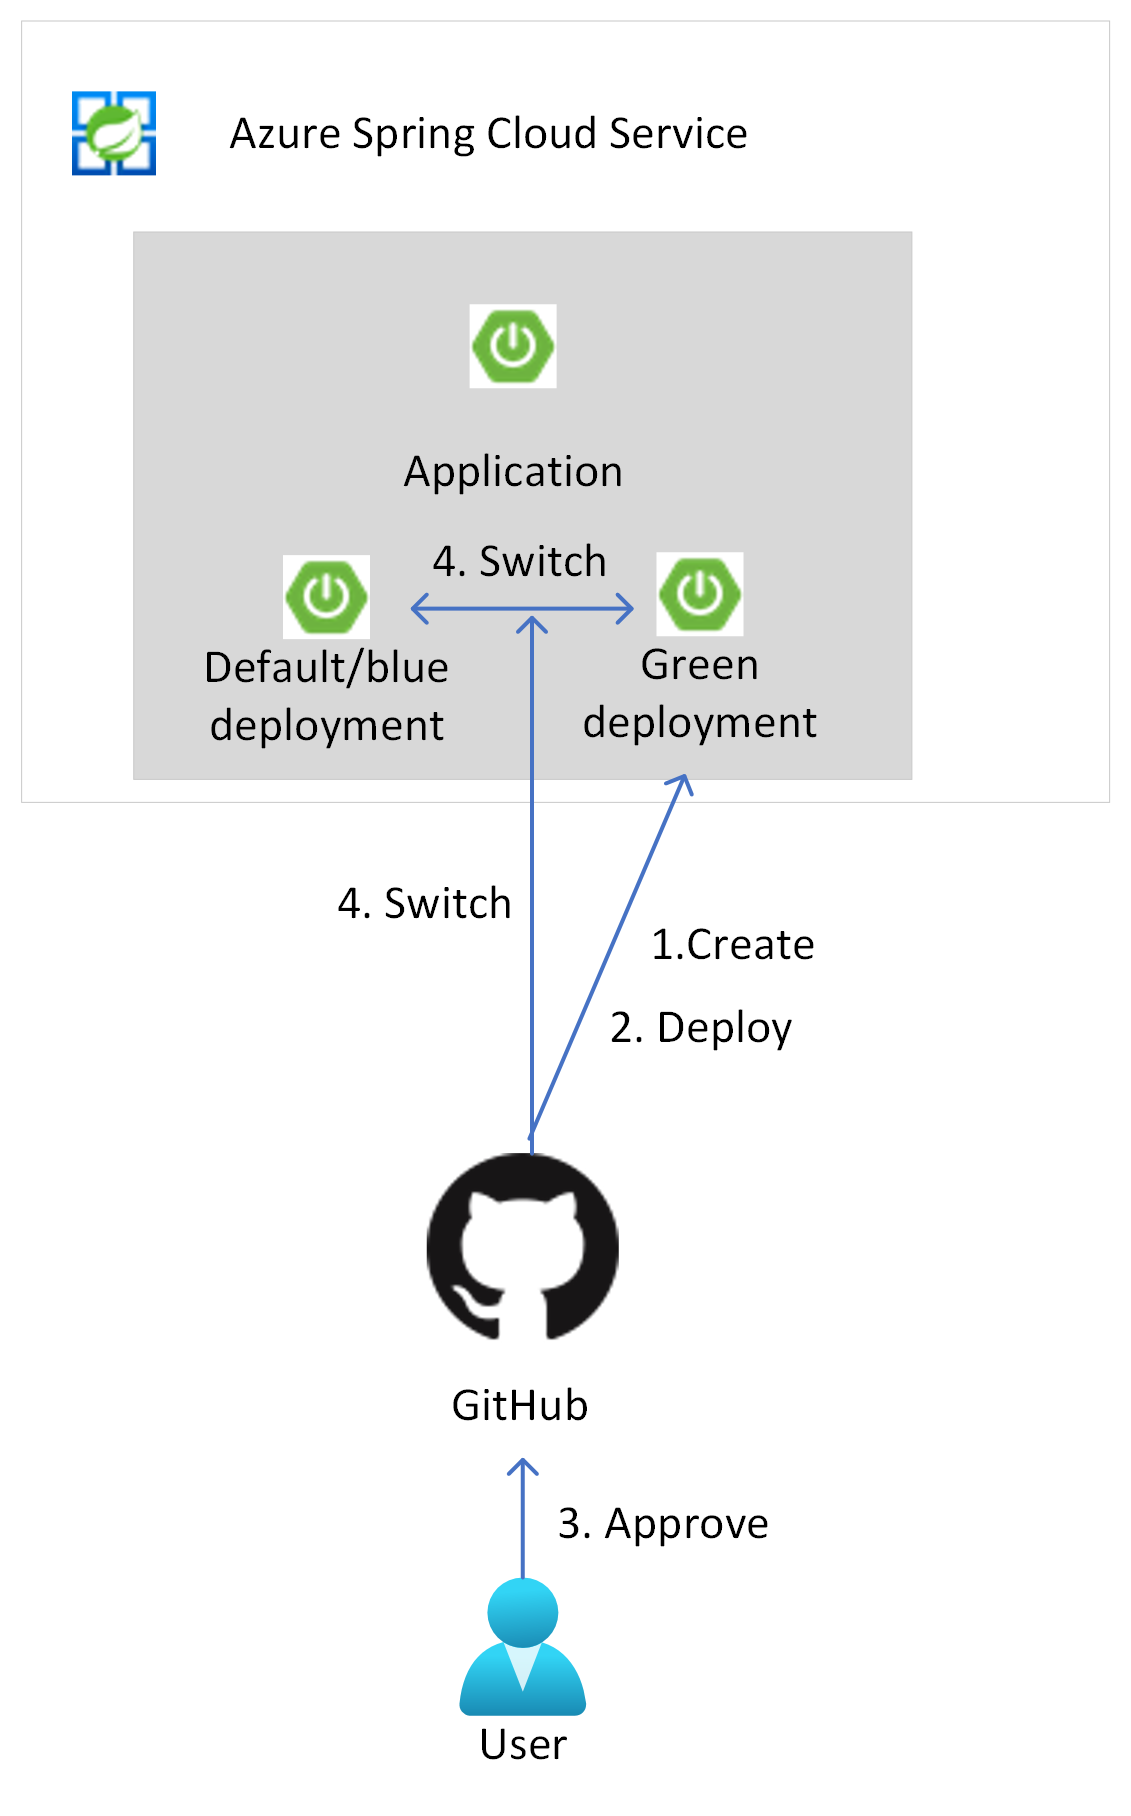 Azure Spring Cloud Service
Application
4. Switch
Default/blue
deployment
Green
deployment
4. Switch
1.Create
2. Deploy
GitHub
3. Approve
User